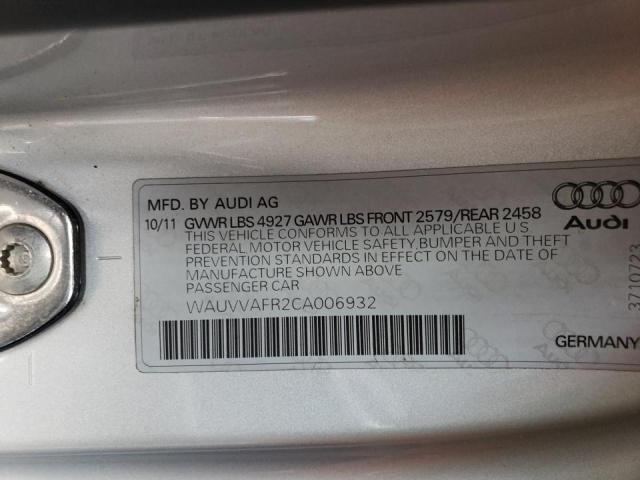 MFD. BY AUDI AG
10/11 GVWR LBS 4927 GAWR LBS FRONT 2579/REAR 2458
THIS VEHICLE CONFORMS TO ALL APPLICABLE U S
FEDERAL MOTOR VEHICLE SAFETY, BUMPER AND THEFT
PREVENTION STANDARDS IN EFFECT ON THE DATE OF
MANUFACTURE SHOWN ABOVE
PASSENGER CAR
WAUVVAFR2CA006932
Audi
3710723
GERMANY